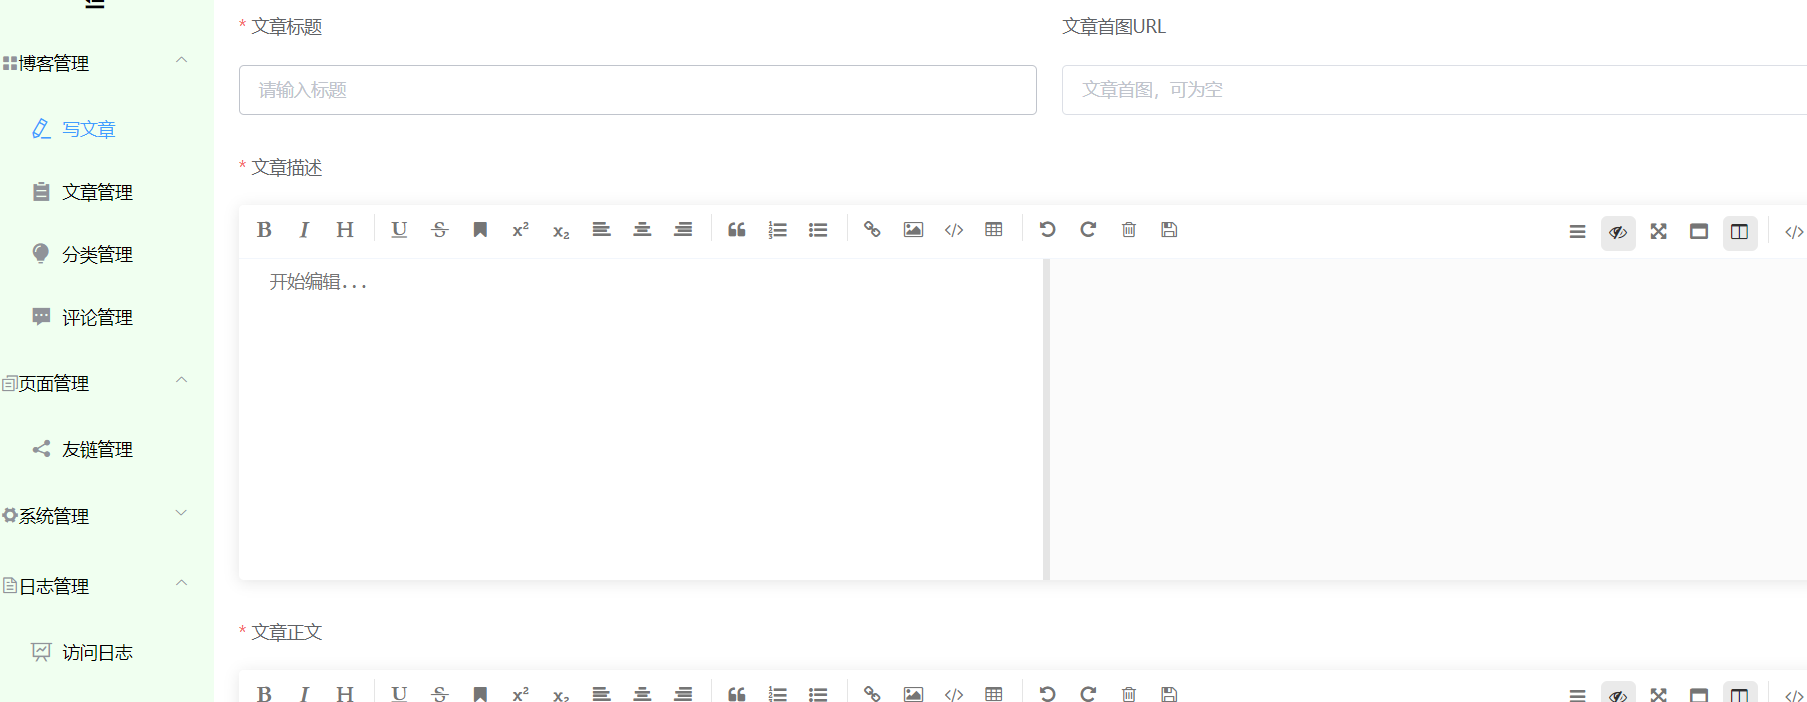 博客管理
写文章
文章管理
分类管理
评论管理
页面管理
友链管理
系统管理
日志管理
访问日志
* 文章标题
请输入标题
文章首图URL
文章首图，可为空
* 文章描述
B I H U S x² x₂
开始编辑...
* 文章正文
B I H U S x² x₂